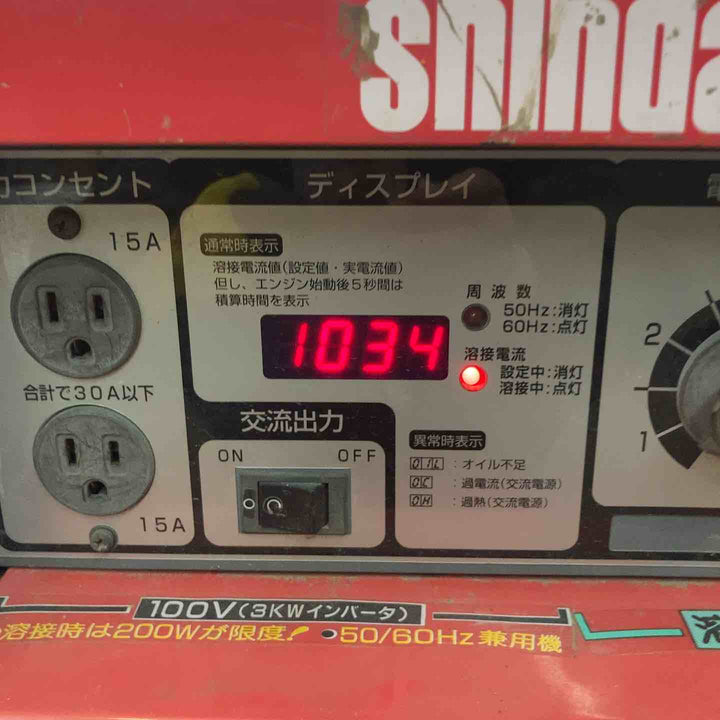 shinda
力コンセント
ディスプレイ
15A
通常時表示
溶接電流値(設定値・実電流値)
但し、エンジン始動後5秒間は
積算時間を表示
周波数
50Hz:消灯
60Hz:点灯
1034
溶接電流
設定中:消灯
溶接中:点灯
合計で30A以下
2
1
交流出力
ON
OFF
異常時表示
OIL:オイル不足
OC:過電流(交流電源)
OH:過熱(交流電源)
15A
100V(3KWインバータ)
溶接時は200Wが限度!
●50/60Hz兼用機